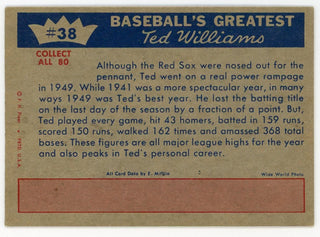 #38
BASEBALL'S GREATEST
Ted Williams
COLLECT
ALL 80
Although the Red Sox were nosed out for the
pennant, Ted went on a real power rampage
in 1949. While 1941 was a more spectacular year, in
many ways 1949 was Ted's best year. He lost the batting title
on the last day of the season by a fraction of a point. But,
Ted played every game, hit 43 homers, batted in 159 runs,
scored 150 runs, walked 162 times and amassed 368 total
bases. These figures are all major league highs for the year
and also peaks in Ted's personal career.
All Card Data by E. Mifflin
Wide World Photo